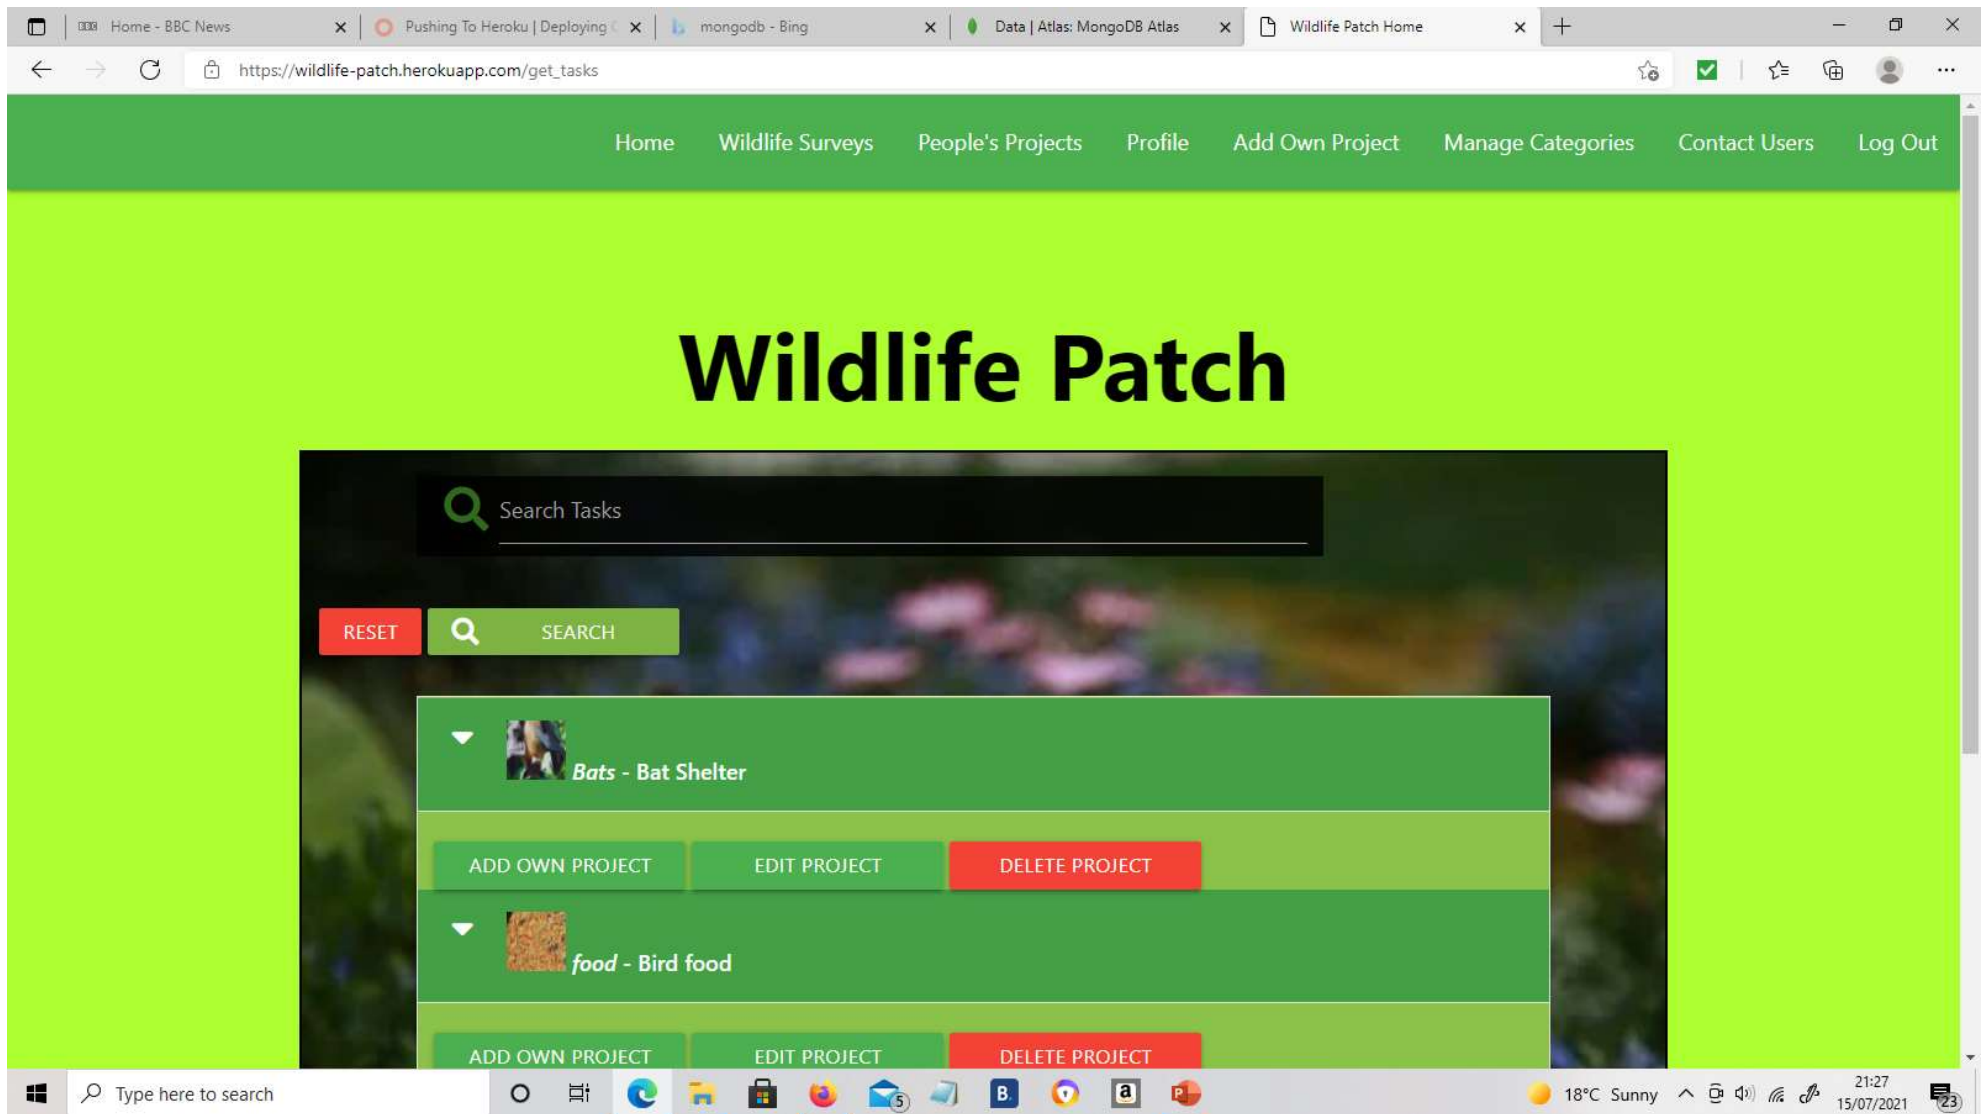 Home - BBC News
Pushing To Heroku | Deploying
mongodb - Bing
Data | Atlas: MongoDB Atlas
Wildlife Patch Home
https://wildlife-patch.herokuapp.com/get_tasks
Home Wildlife Surveys People's Projects Profile Add Own Project Manage Categories Contact Users Log Out
Wildlife Patch
Search Tasks
RESET SEARCH
Bats - Bat Shelter
ADD OWN PROJECT EDIT PROJECT DELETE PROJECT
food - Bird food
ADD OWN PROJECT EDIT PROJECT DELETE PROJECT
Type here to search
5
B.
a
P
18°C Sunny
21:27
15/07/2021
23